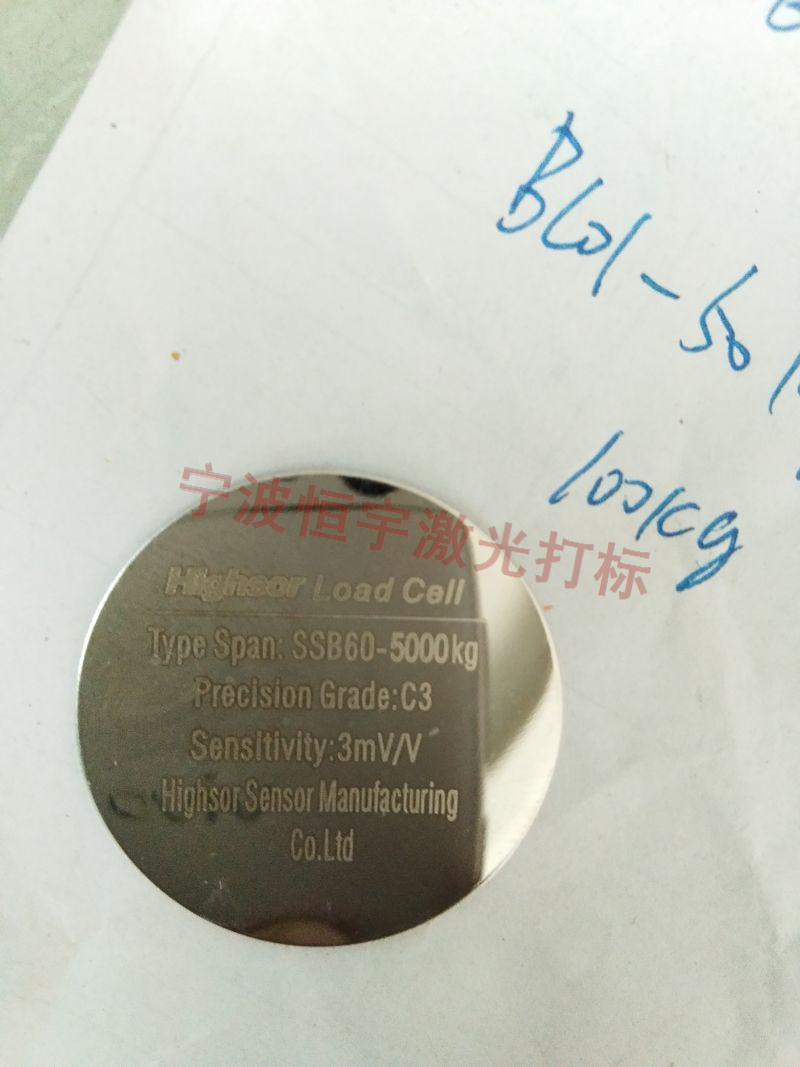 100kg
宁波恒宇激光打标
Highsor Load Cell
Type Span: SSB60-5000kg
Precision Grade:C3
Sensitivity:3mV/V
Highsor Sensor Manufacturing
Co.Ltd